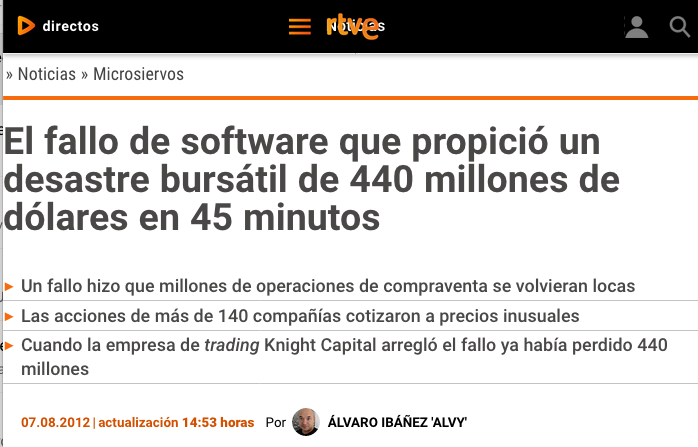 directos
Noticias
rtve
» Noticias » Microsiervos
El fallo de software que propició un
desastre bursátil de 440 millones de
dólares en 45 minutos
Un fallo hizo que millones de operaciones de compraventa se volvieran locas
Las acciones de más de 140 compañías cotizaron a precios inusuales
Cuando la empresa de trading Knight Capital arregló el fallo ya había perdido 440
millones
07.08.2012 | actualización 14:53 horas Por ÁLVARO IBÁÑEZ 'ALVY'